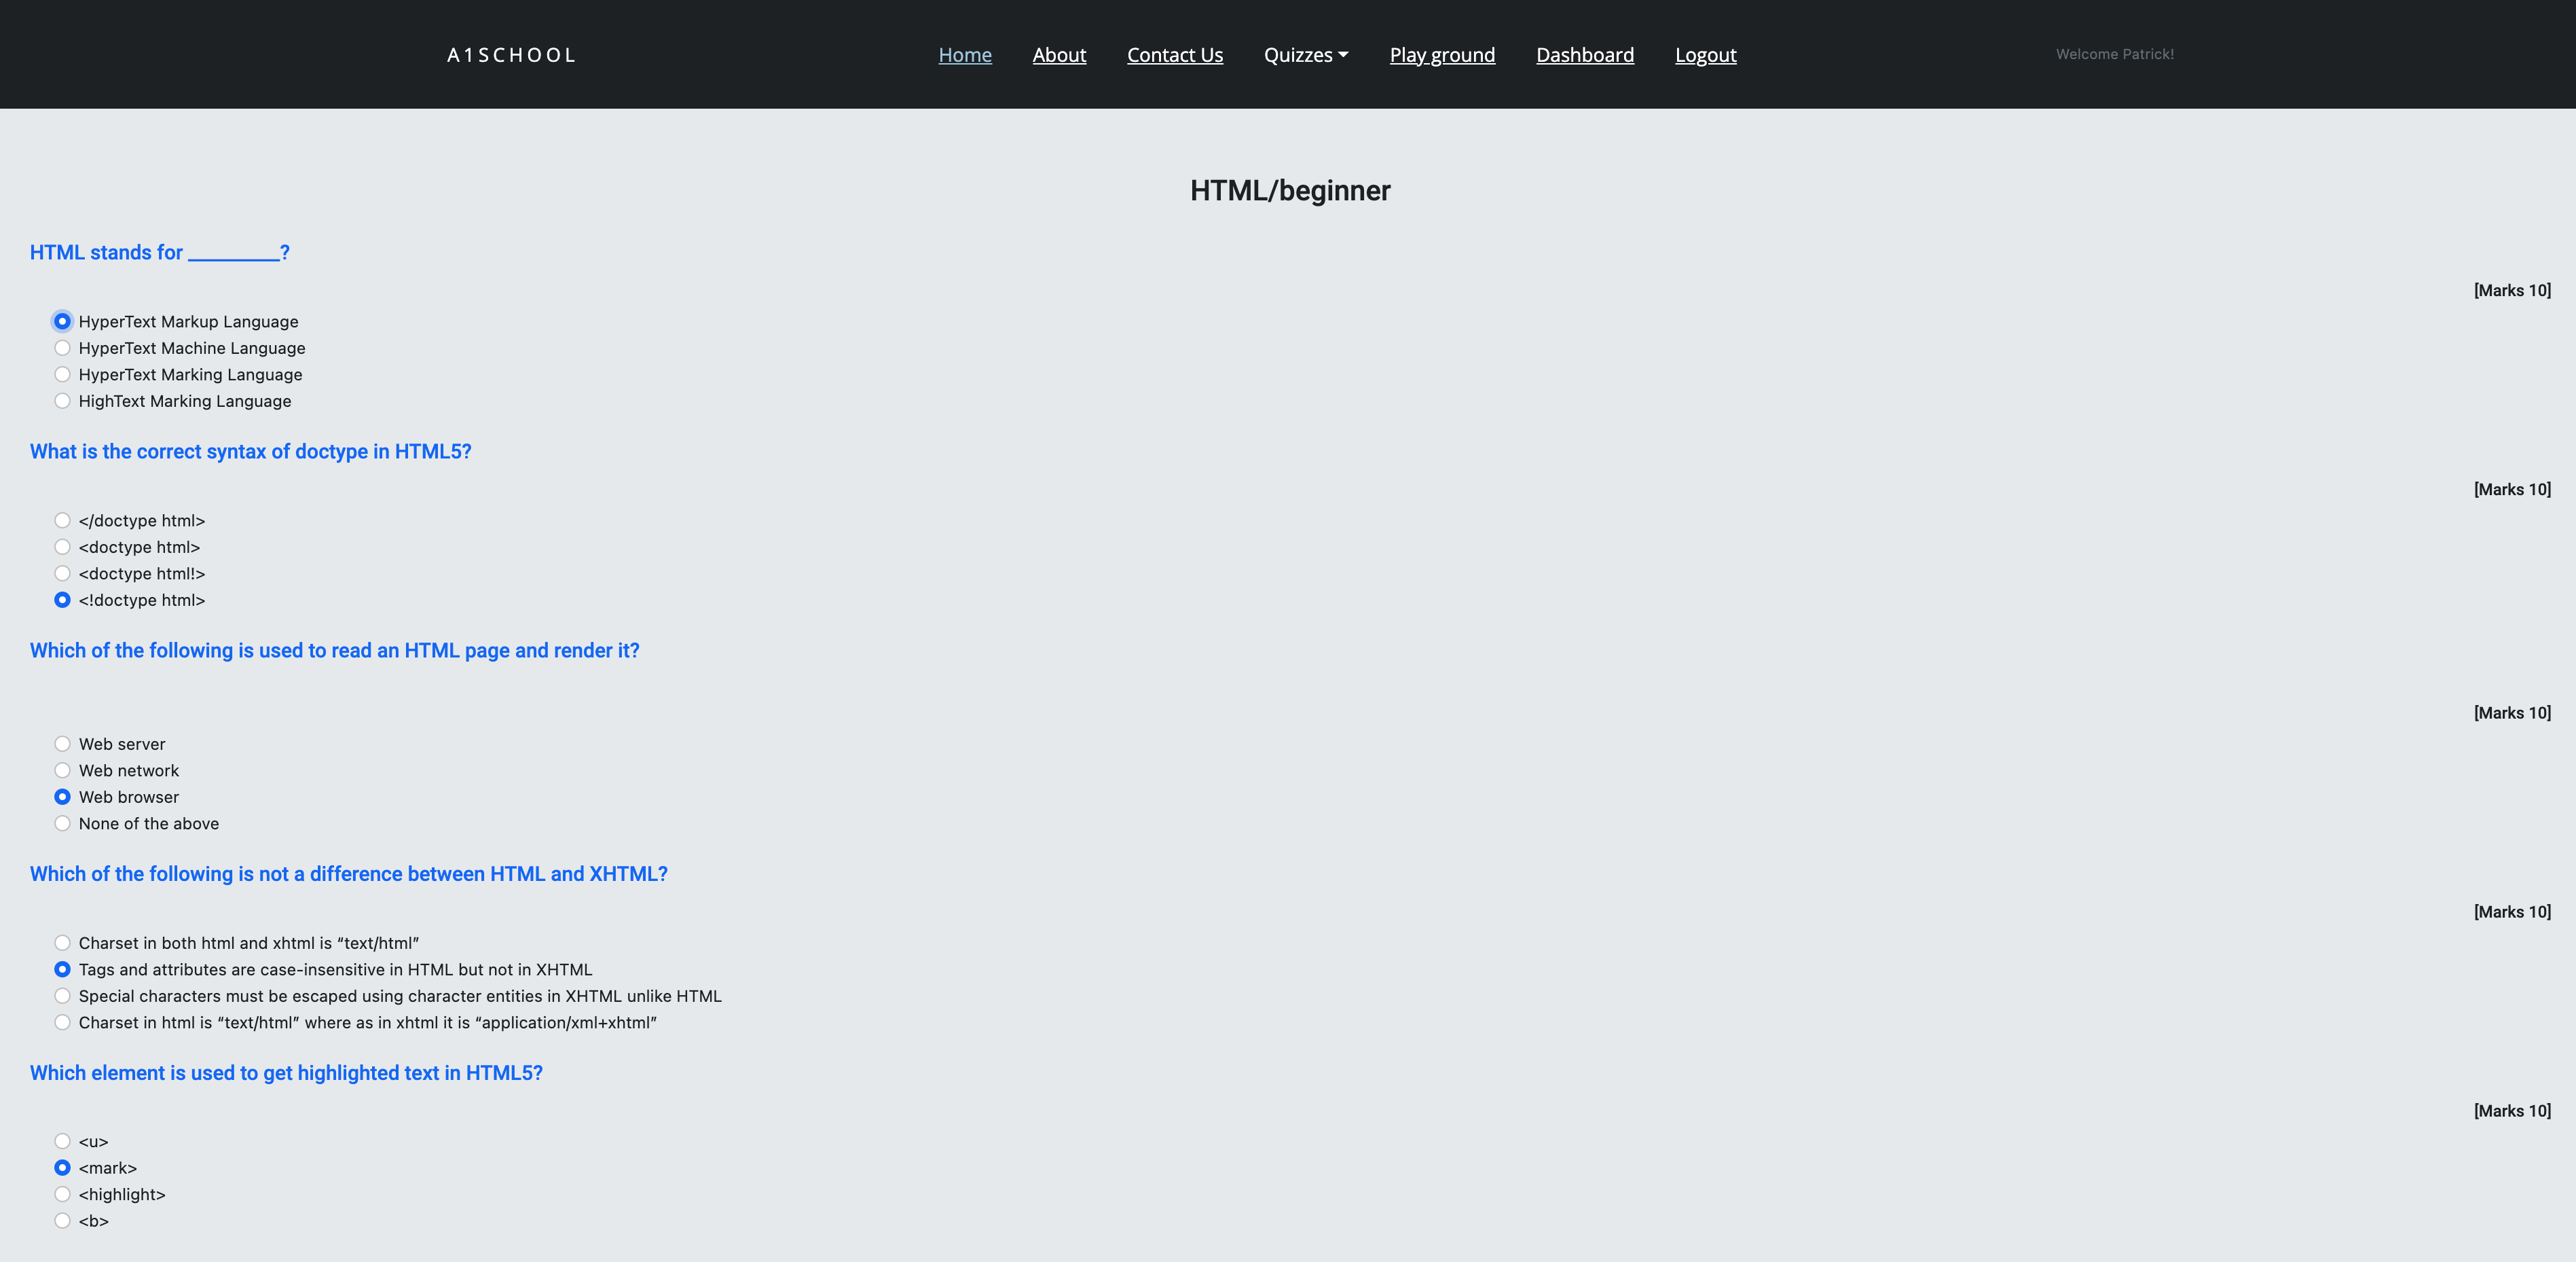 A1SCHOOL Home About Contact Us Quizzes Play ground Dashboard Logout Welcome Patrick!
HTML/beginner
HTML stands for __________?
[Marks 10]
HyperText Markup Language
HyperText Machine Language
HyperText Marking Language
HighText Marking Language
What is the correct syntax of doctype in HTML5?
[Marks 10]
</doctype html>
<doctype html>
<doctype html!>
<!doctype html>
Which of the following is used to read an HTML page and render it?
[Marks 10]
Web server
Web network
Web browser
None of the above
Which of the following is not a difference between HTML and XHTML?
[Marks 10]
Charset in both html and xhtml is “text/html”
Tags and attributes are case-insensitive in HTML but not in XHTML
Special characters must be escaped using character entities in XHTML unlike HTML
Charset in html is “text/html” where as in xhtml it is “application/xml+xhtml”
Which element is used to get highlighted text in HTML5?
[Marks 10]
<u>
<mark>
<highlight>
<b>